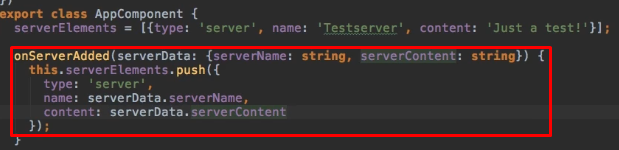 })
export class AppComponent {
serverElements = [{type: 'server', name: 'Testserver', content: 'Just a test!'}];
onServerAdded(serverData: {serverName: string, serverContent: string}) {
this.serverElements.push({
type: 'server',
name: serverData.serverName,
content: serverData.serverContent
});
}